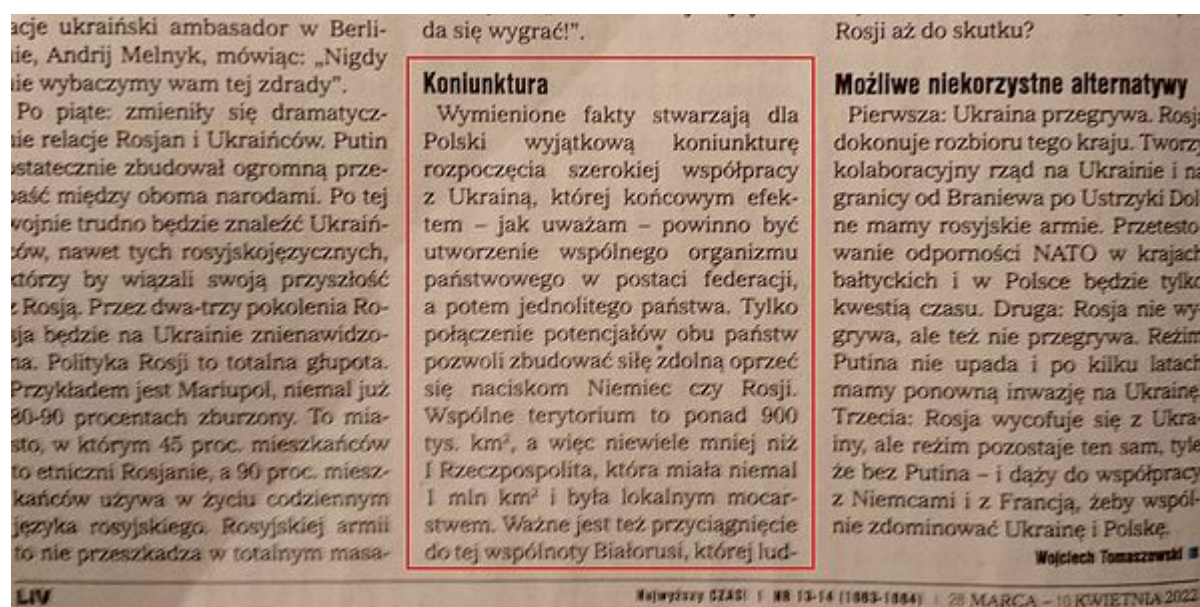 acje ukraiński ambasador w Berli-
ie, Andrij Melnyk, mówiąc: „Nigdy
ie wybaczymy wam tej zdrady”.
Po piąte: zmieniły się dramatycz-
ie relacje Rosjan i Ukraińców. Putin
statecznie zbudował ogromną prze-
paść między oboma narodami. Po tej
wojnie trudno będzie znaleźć Ukraiń-
ców, nawet tych rosyjskojęzycznych,
którzy by wiązali swoją przyszłość
z Rosją. Przez dwa-trzy pokolenia Ro-
sja będzie na Ukrainie znienawidzo-
na. Polityka Rosji to totalna głupota.
Przykładem jest Mariupol, niemal już
80-90 procentach zburzony. To mia-
sto, w którym 45 proc. mieszkańców
to etniczni Rosjanie, a 90 proc. miesz-
kańców używa w życiu codziennym
języka rosyjskiego. Rosyjskiej armii
to nie przeszkadza w totalnym masa-
LIV
da się wygrać!”.
Koniunktura
Wymienione fakty stwarzają dla
Polski wyjątkową koniunkturę
rozpoczęcia szerokiej współpracy
z Ukrainą, której końcowym efek-
tem – jak uważam – powinno być
utworzenie wspólnego organizmu
państwowego w postaci federacji,
a potem jednolitego państwa. Tylko
połączenie potencjałów obu państw
pozwoli zbudować siłę zdolną oprzeć
się naciskom Niemiec czy Rosji.
Wspólne terytorium to ponad 900
tys. km², a więc niewiele mniej niż
I Rzeczpospolita, która miała niemal
1 mln km² i była lokalnym mocar-
stwem. Ważne jest też przyciągnięcie
do tej wspólnoty Białorusi, której lud-
Rosji aż do skutku?
Możliwe niekorzystne alternatywy
Pierwsza: Ukraina przegrywa. Rosja
dokonuje rozbioru tego kraju. Tworzy
kolaboracyjny rząd na Ukrainie i na
granicy od Braniewa po Ustrzyki Dol-
ne mamy rosyjskie armie. Przetesto-
wanie odporności NATO w krajach
bałtyckich i w Polsce będzie tylko
kwestią czasu. Druga: Rosja nie wy-
grywa, ale też nie przegrywa. Reżim
Putina nie upada i po kilku latach
mamy ponowną inwazję na Ukrainę.
Trzecia: Rosja wycofuje się z Ukra-
iny, ale reżim pozostaje ten sam, tyle
że bez Putina – i dąży do współpracy
z Niemcami i z Francją, żeby wspól-
nie zdominować Ukrainę i Polskę.
Wojciech Tomaszewski
Najwyższy CZAS! | NR 13-14 (1663-1664) | 28 MARCA – 10 KWIETNIA 2022